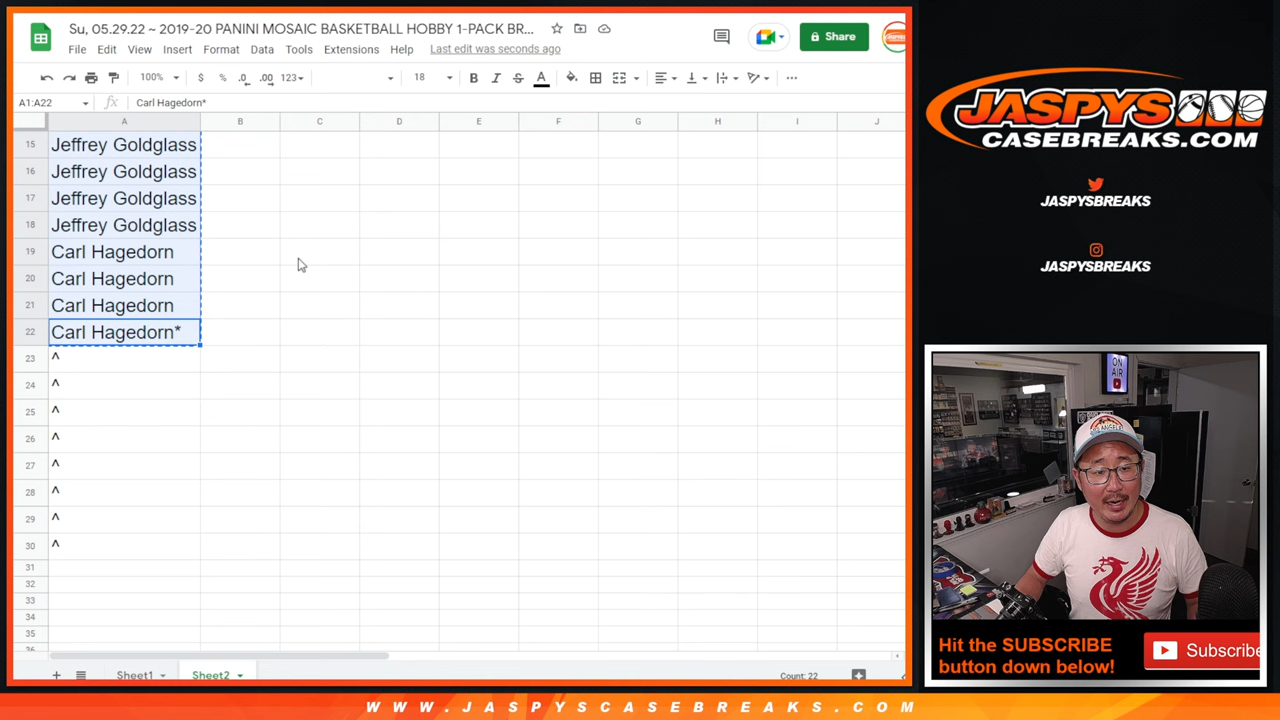 Su, 05.29.22 ~ 2019-20 PANINI MOSAIC BASKETBALL HOBBY 1-PACK BR...
File Edit View Insert Format Data Tools Extensions Help Last edit was seconds ago
Share
100% $ % .0 .00 123 18 B I S A
A1:A22 fx Carl Hagedorn*
A B C D E F G H I J
15 Jeffrey Goldglass
16 Jeffrey Goldglass
17 Jeffrey Goldglass
18 Jeffrey Goldglass
19 Carl Hagedorn
20 Carl Hagedorn
21 Carl Hagedorn
22 Carl Hagedorn*
23 ^
24 ^
25 ^
26 ^
27 ^
28 ^
29 ^
30 ^
31
32
33
34
35
36
+ Sheet1 Sheet2 Count: 22
JASPYS
CASEBREAKS.COM
JASPYSBREAKS
JASPYSBREAKS
ON
AIR
Hit the SUBSCRIBE
button down below!
Subscribe
WWW.JASPYSCASEBREAKS.COM